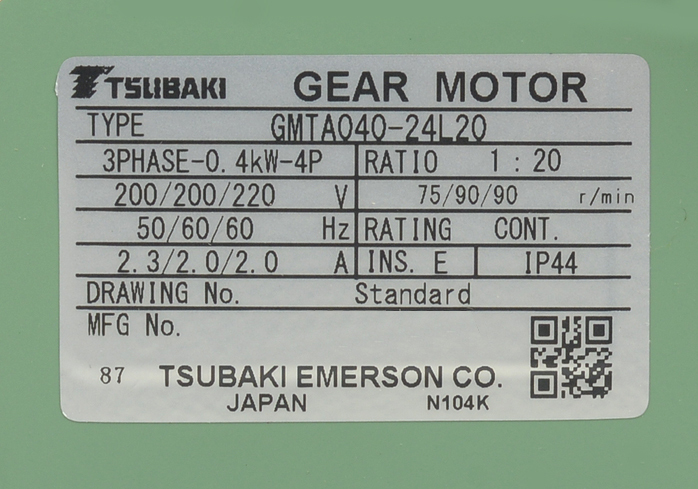 TSUBAKI GEAR MOTOR
TYPE GMTA040-24L20
3PHASE-0.4kW-4P RATIO 1:20
200/200/220 V 75/90/90 r/min
50/60/60 Hz RATING CONT.
2.3/2.0/2.0 A INS. E IP44
DRAWING No. Standard
MFG No.
87 TSUBAKI EMERSON CO.
JAPAN N104K